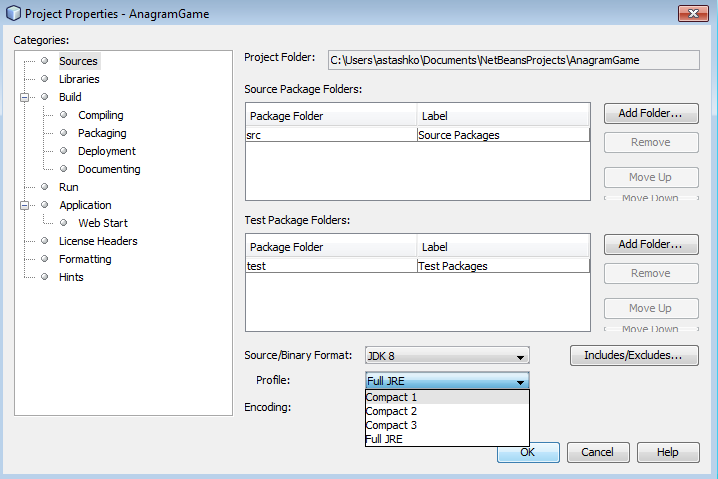 Project Properties - AnagramGame
Categories:
Sources
Libraries
Build
Compiling
Packaging
Deployment
Documenting
Run
Application
Web Start
License Headers
Formatting
Hints
Project Folder: C:\Users\astashko\Documents\NetBeansProjects\AnagramGame
Source Package Folders:
Package Folder Label
src Source Packages
Add Folder...
Remove
Move Up
Move Down
Test Package Folders:
Package Folder Label
test Test Packages
Add Folder...
Remove
Move Up
Move Down
Source/Binary Format: JDK 8 Includes/Excludes...
Profile: Full JRE
Compact 1
Encoding:
Compact 2
Compact 3
Full JRE
OK Cancel Help